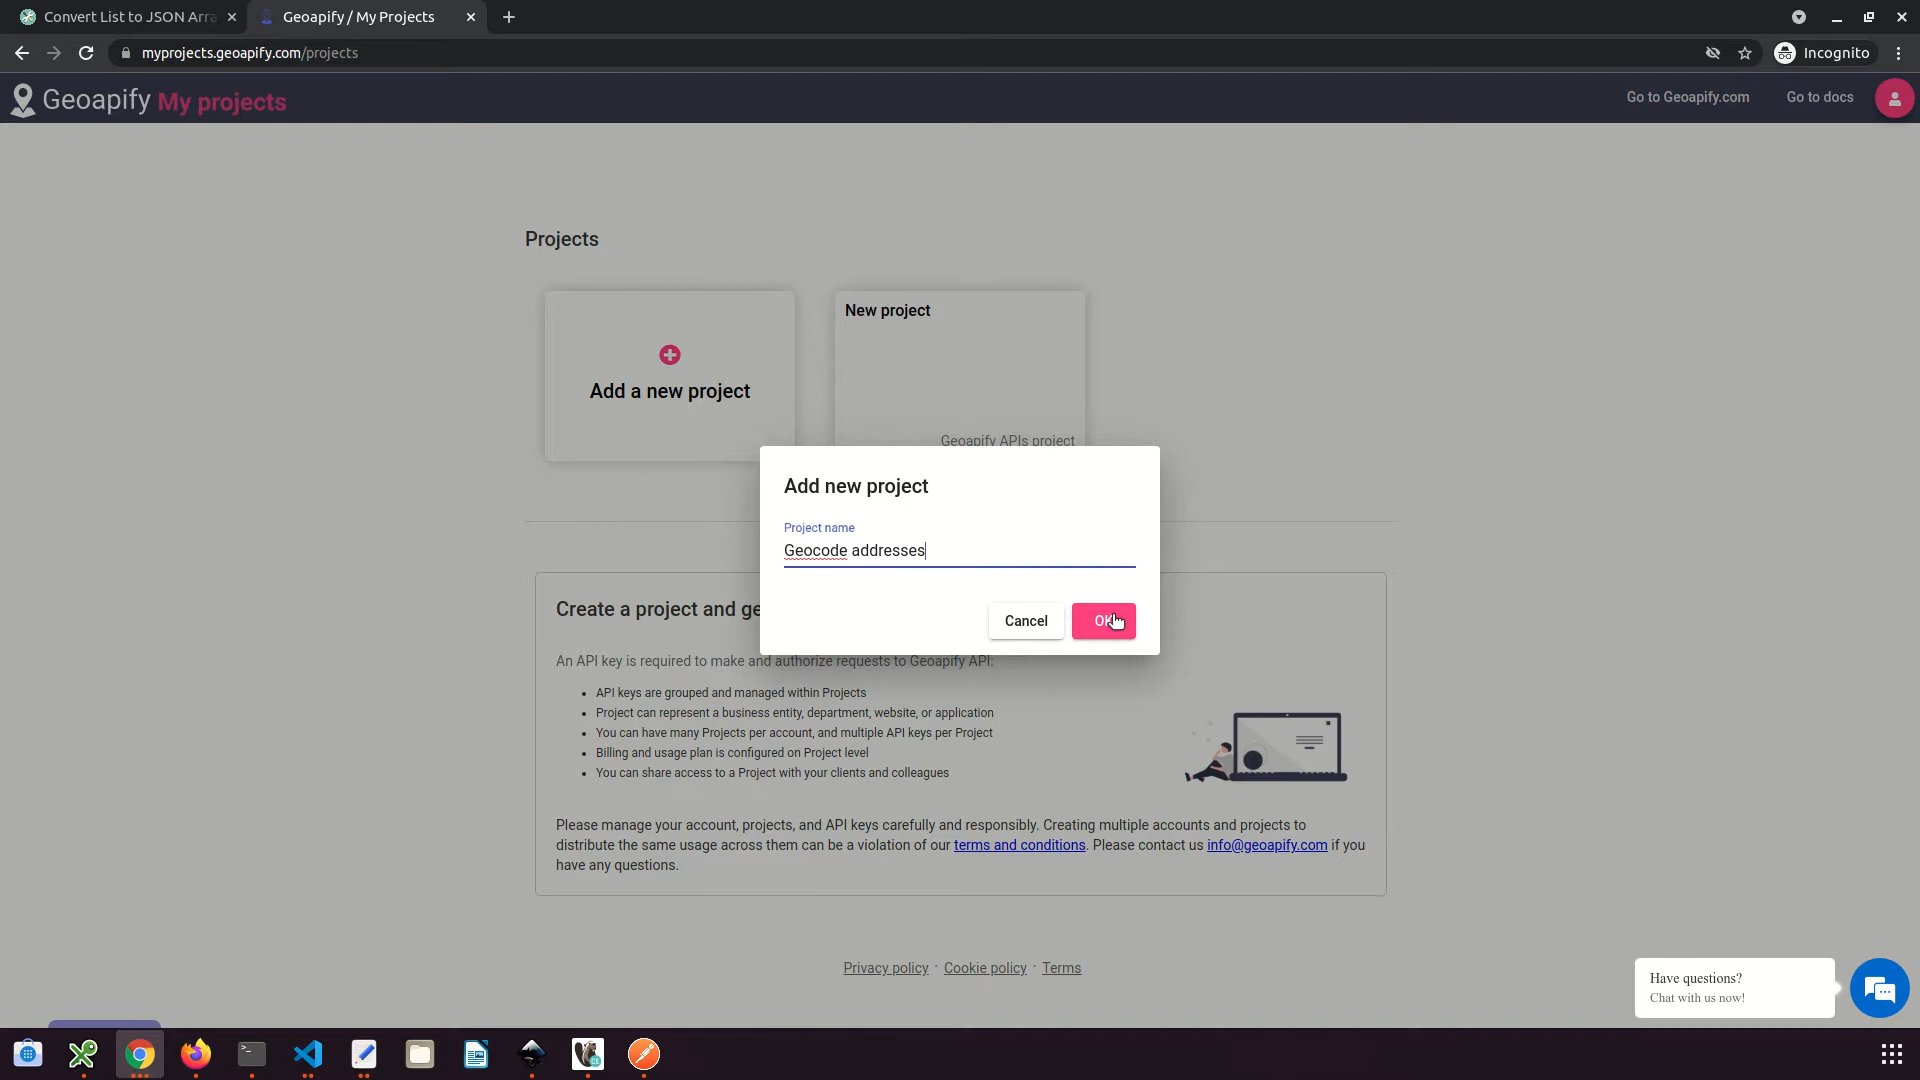 Convert List to JSON Arra
Geoapify / My Projects
myprojects.geoapify.com/projects
Incognito
Geoapify My projects
Go to Geoapify.com
Go to docs
Projects
Add a new project
New project
Geoapify APIs project
Add new project
Project name
Geocode addresses
Cancel
OK
Create a project and ge
An API key is required to make and authorize requests to Geoapify API:
• API keys are grouped and managed within Projects
• Project can represent a business entity, department, website, or application
• You can have many Projects per account, and multiple API keys per Project
• Billing and usage plan is configured on Project level
• You can share access to a Project with your clients and colleagues
Please manage your account, projects, and API keys carefully and responsibly. Creating multiple accounts and projects to
distribute the same usage across them can be a violation of our terms and conditions. Please contact us info@geoapify.com if you
have any questions.
Privacy policy · Cookie policy · Terms
Have questions?
Chat with us now!